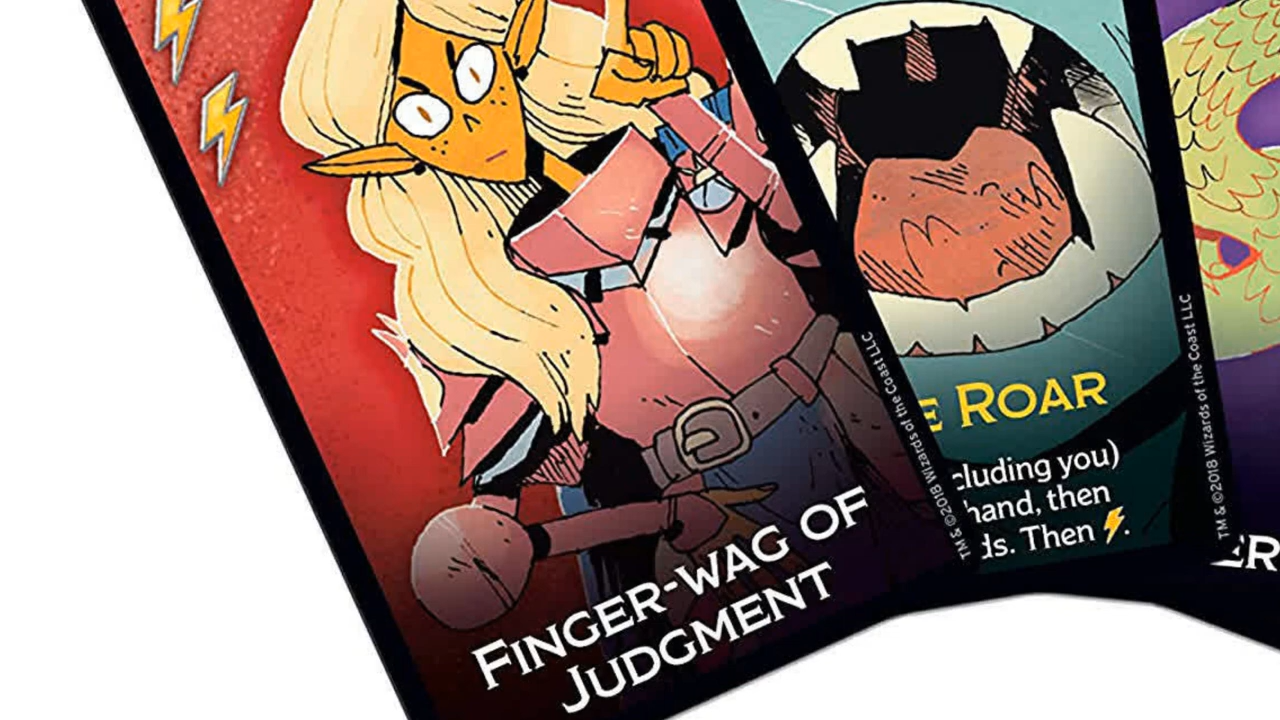 FINGER-WAG OF
JUDGMENT
TM & ©2018 Wizards of the Coast LLC
E ROAR
cluding you)
hand, then
ds. Then
TM & ©2018 Wizards of the Coast LLC
ER